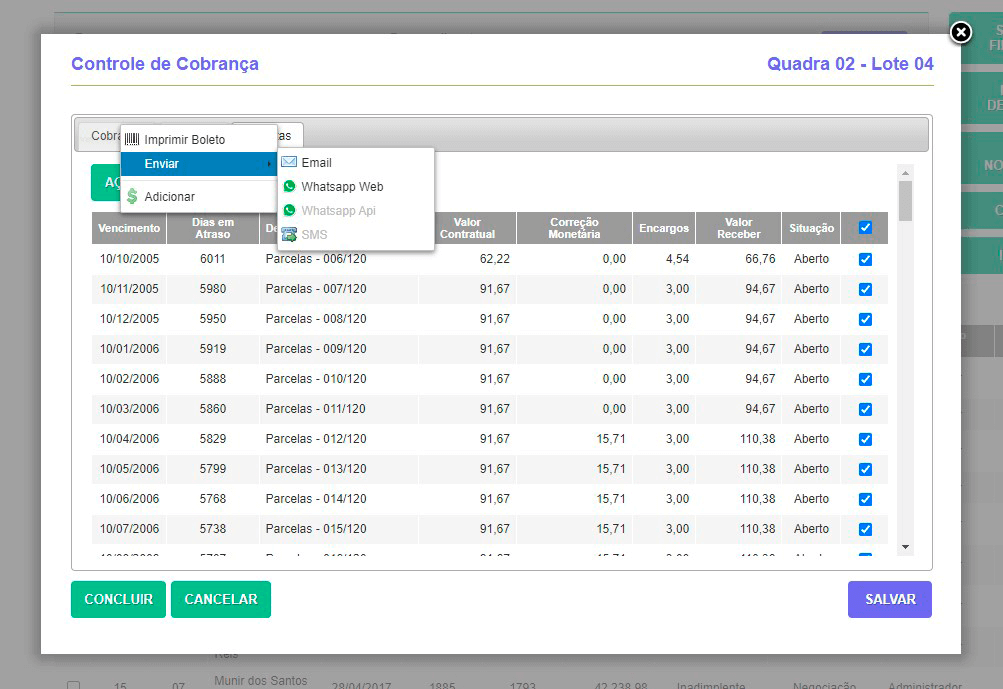 Controle de Cobrança
Quadra 02 - Lote 04
Imprimir Boleto
Enviar
Adicionar
Email
Whatsapp Web
Whatsapp Api
SMS
Vencimento Dias em Atraso Valor Contratual Correção Monetária Encargos Valor Receber Situação
10/10/2005 6011 Parcelas - 006/120 62,22 0,00 4,54 66,76 Aberto
10/11/2005 5980 Parcelas - 007/120 91,67 0,00 3,00 94,67 Aberto
10/12/2005 5950 Parcelas - 008/120 91,67 0,00 3,00 94,67 Aberto
10/01/2006 5919 Parcelas - 009/120 91,67 0,00 3,00 94,67 Aberto
10/02/2006 5888 Parcelas - 010/120 91,67 0,00 3,00 94,67 Aberto
10/03/2006 5860 Parcelas - 011/120 91,67 0,00 3,00 94,67 Aberto
10/04/2006 5829 Parcelas - 012/120 91,67 15,71 3,00 110,38 Aberto
10/05/2006 5799 Parcelas - 013/120 91,67 15,71 3,00 110,38 Aberto
10/06/2006 5768 Parcelas - 014/120 91,67 15,71 3,00 110,38 Aberto
10/07/2006 5738 Parcelas - 015/120 91,67 15,71 3,00 110,38 Aberto
CONCLUIR CANCELAR SALVAR
Munir dos Santos
15 07 28/04/2017 1885 1793 42.238,98 Inadimplente Negociação Administrador